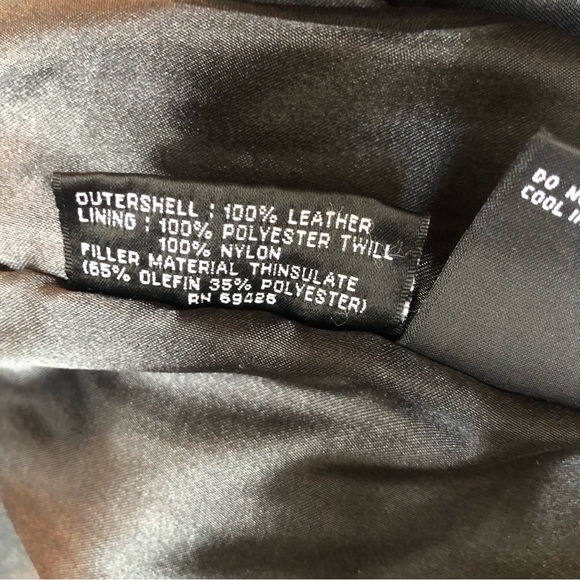 OUTERSHELL : 100% LEATHER
LINING : 100% POLYESTER TWILL
100% NYLON
FILLER MATERIAL THINSULATE
(65% OLEFIN 35% POLYESTER)
RN 69426
DO N
COOL I